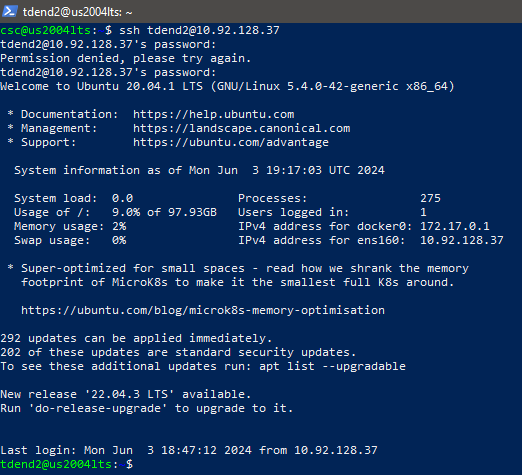 tdend2@us2004lts: ~
csc@us2004lts: $ ssh tdend2@10.92.128.37
tdend2@10.92.128.37's password:
Permission denied, please try again.
tdend2@10.92.128.37's password:
Welcome to Ubuntu 20.04.1 LTS (GNU/Linux 5.4.0-42-generic x86_64)
* Documentation:  https://help.ubuntu.com
* Management:     https://landscape.canonical.com
* Support:        https://ubuntu.com/advantage
System information as of Mon Jun  3 19:17:03 UTC 2024
System load:  0.0                Processes:                275
Usage of /:   9.0% of 97.93GB   Users logged in:          1
Memory usage: 2%                 IPv4 address for docker0: 172.17.0.1
Swap usage:   0%                 IPv4 address for ens160:  10.92.128.37
* Super-optimized for small spaces - read how we shrank the memory
footprint of MicroK8s to make it the smallest full K8s around.
https://ubuntu.com/blog/microk8s-memory-optimisation
292 updates can be applied immediately.
202 of these updates are standard security updates.
To see these additional updates run: apt list --upgradable
New release '22.04.3 LTS' available.
Run 'do-release-upgrade' to upgrade to it.
Last login: Mon Jun  3 18:47:12 2024 from 10.92.128.37
tdend2@us2004lts: $